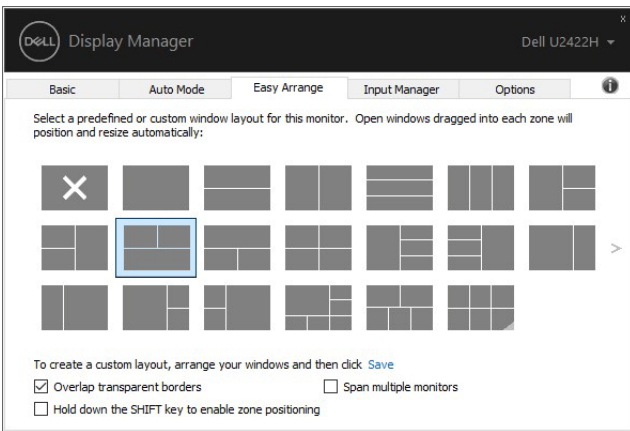 x
DELL Display Manager Dell U2422H
Basic Auto Mode Easy Arrange Input Manager Options i
Select a predefined or custom window layout for this monitor. Open windows dragged into each zone will
position and resize automatically:
>
To create a custom layout, arrange your windows and then click Save
Overlap transparent borders Span multiple monitors
Hold down the SHIFT key to enable zone positioning